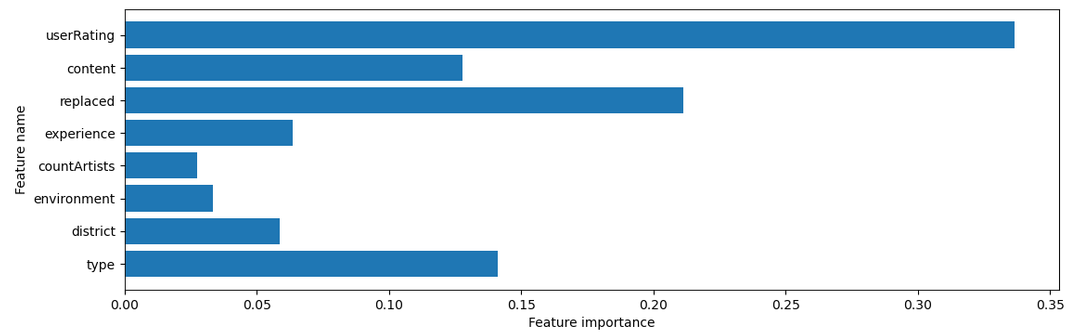 userRating
content
replaced
experience
countArtists
environment
district
type
Feature name
0.00 0.05 0.10 0.15 0.20 0.25 0.30 0.35
Feature importance